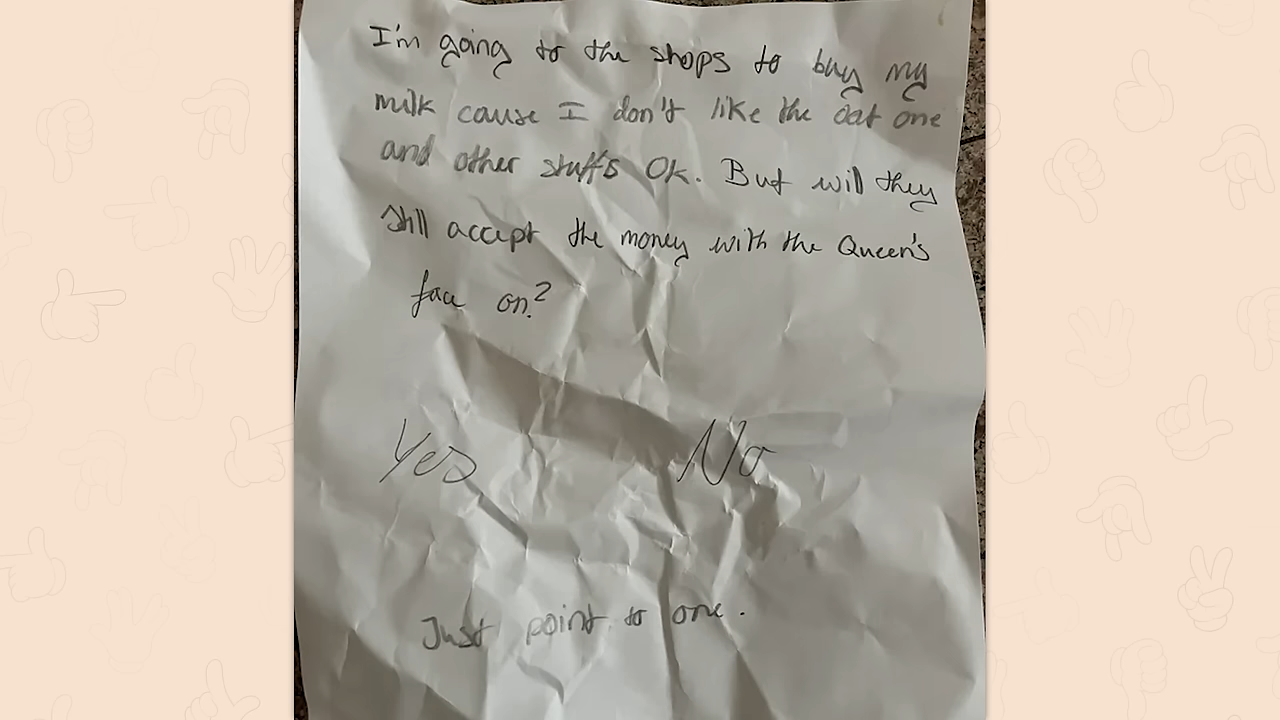 I'm going to the shops to buy my
milk cause I don't like the oat one
and other stuffs Ok. But will they
still accept the money with the Queen's
face on?
Yes No
Just point to one.